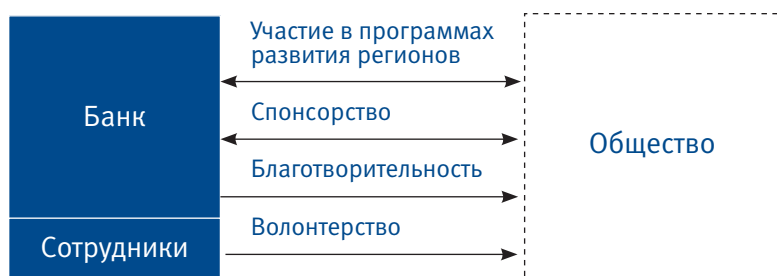 Участие в программах
развития регионов
Банк
Спонсорство
Общество
Благотворительность
Волонтерство
Сотрудники